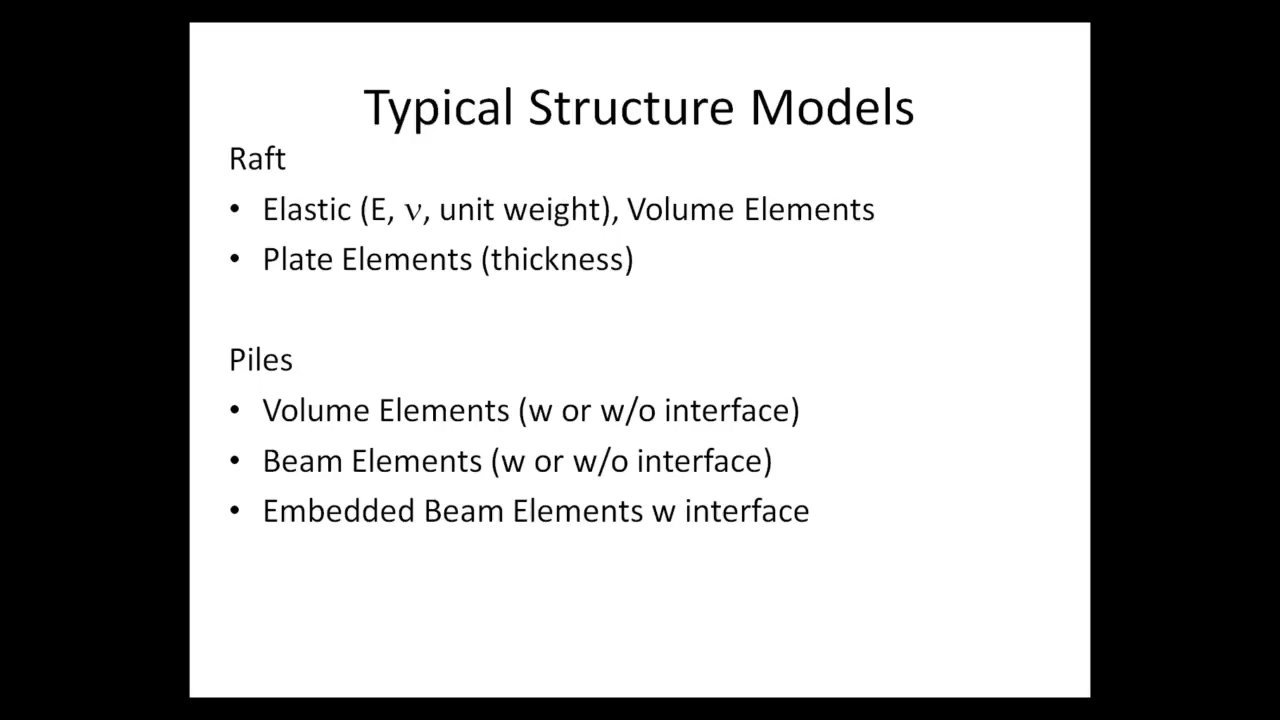 Typical Structure Models
Raft
• Elastic (E, ν, unit weight), Volume Elements
• Plate Elements (thickness)
Piles
• Volume Elements (w or w/o interface)
• Beam Elements (w or w/o interface)
• Embedded Beam Elements w interface